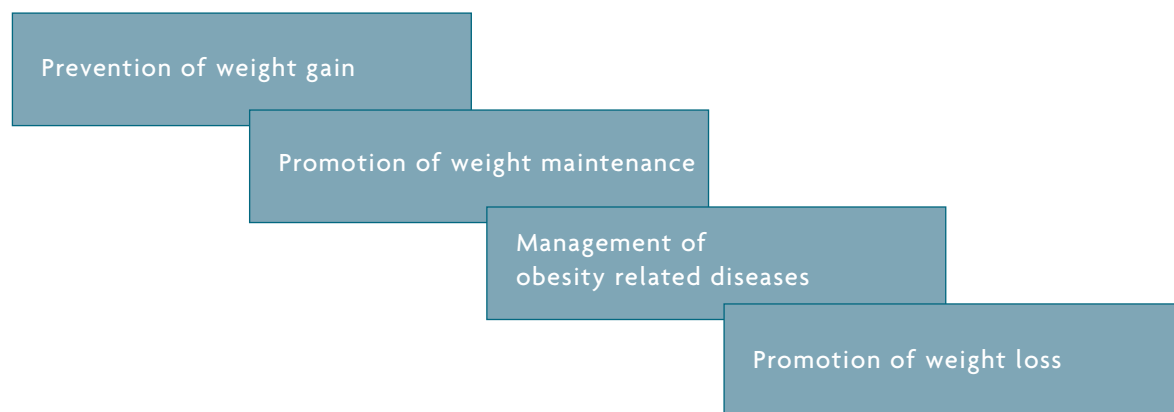 Prevention of weight gain
Promotion of weight maintenance
Management of
obesity related diseases
Promotion of weight loss